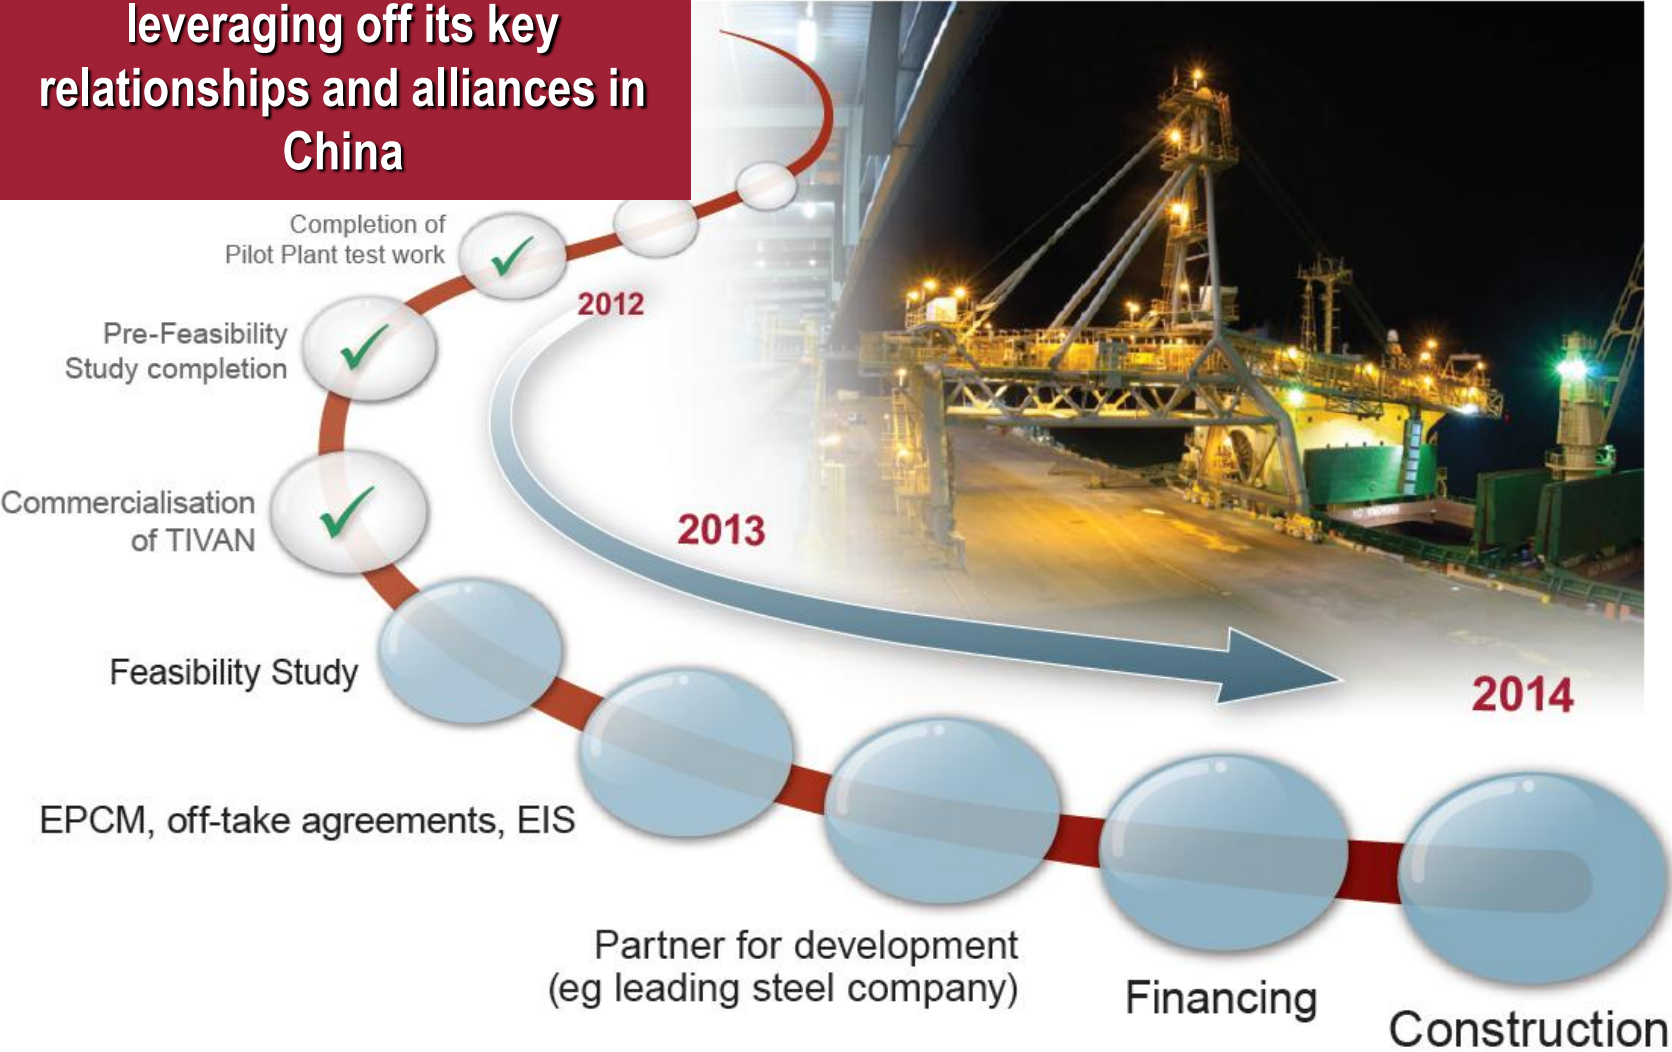 leveraging off its key
relationships and alliances in
China
Completion of
Pilot Plant test work
2012
Pre-Feasibility
Study completion
Commercialisation
of TIVAN
2013
Feasibility Study
2014
EPCM, off-take agreements, EIS
Partner for development
(eg leading steel company)
Financing
Construction